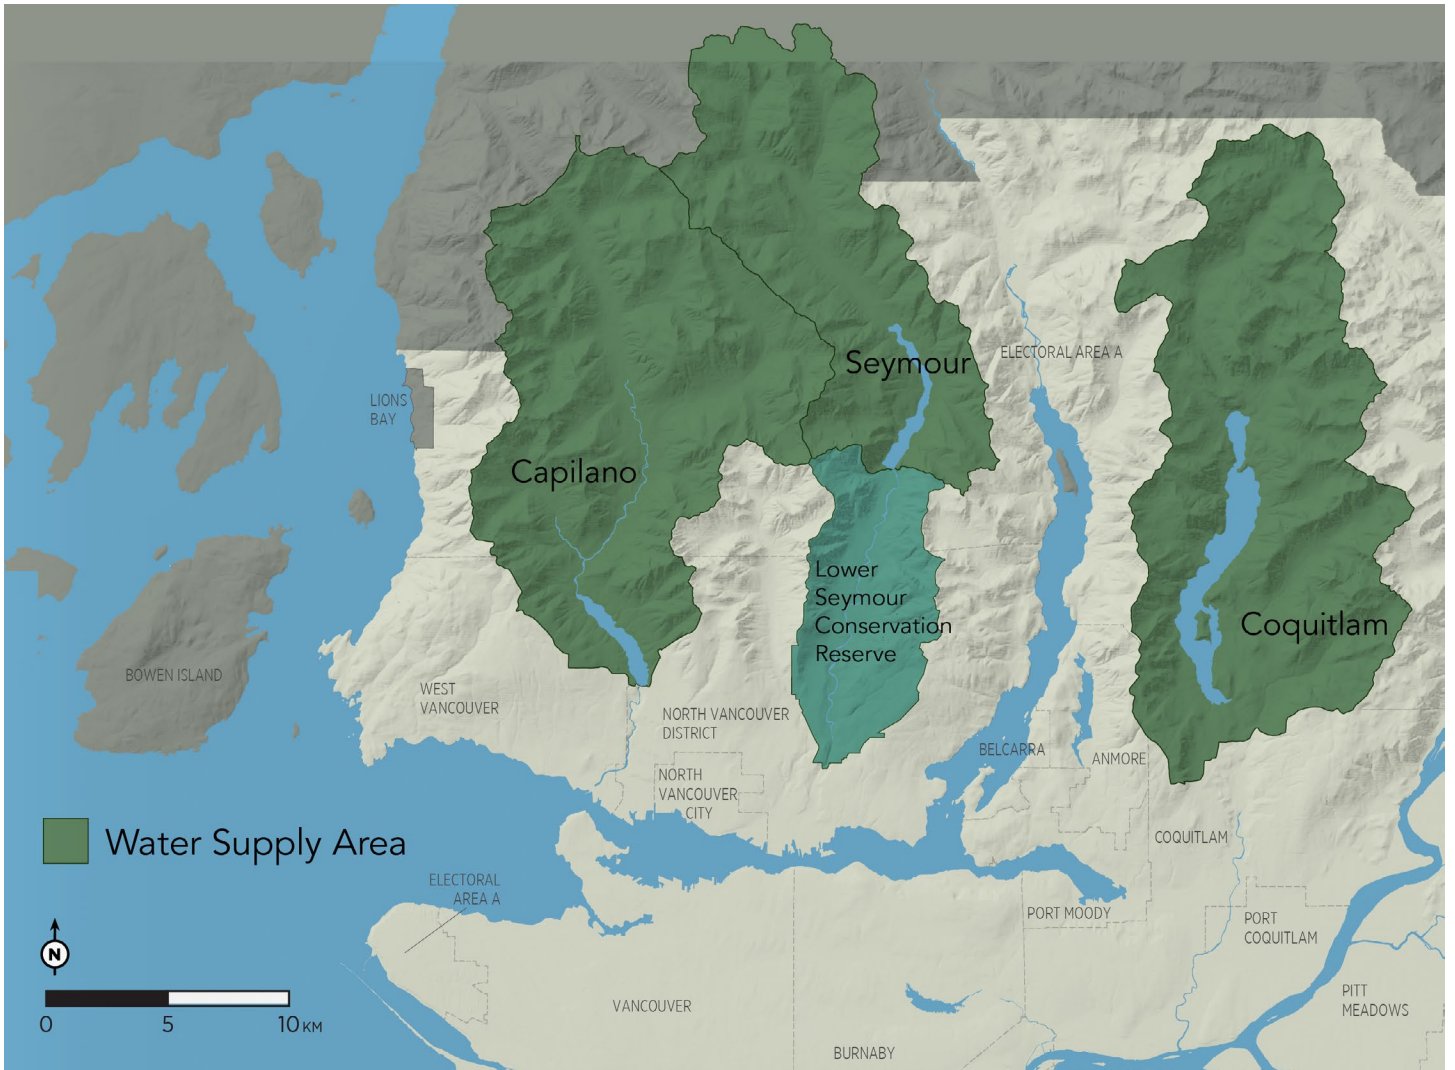 Seymour
ELECTORAL AREA A
LIONS
BAY
Capilano
Lower
Seymour
Conservation
Reserve
Coquitlam
BOWEN ISLAND
WEST
VANCOUVER
NORTH VANCOUVER
DISTRICT
BELCARRA
ANMORE
NORTH
VANCOUVER
CITY
Water Supply Area
COQUITLAM
ELECTORAL
AREA A
PORT MOODY
PORT
COQUITLAM
N
PITT
MEADOWS
VANCOUVER
0 5 10 KM
BURNABY